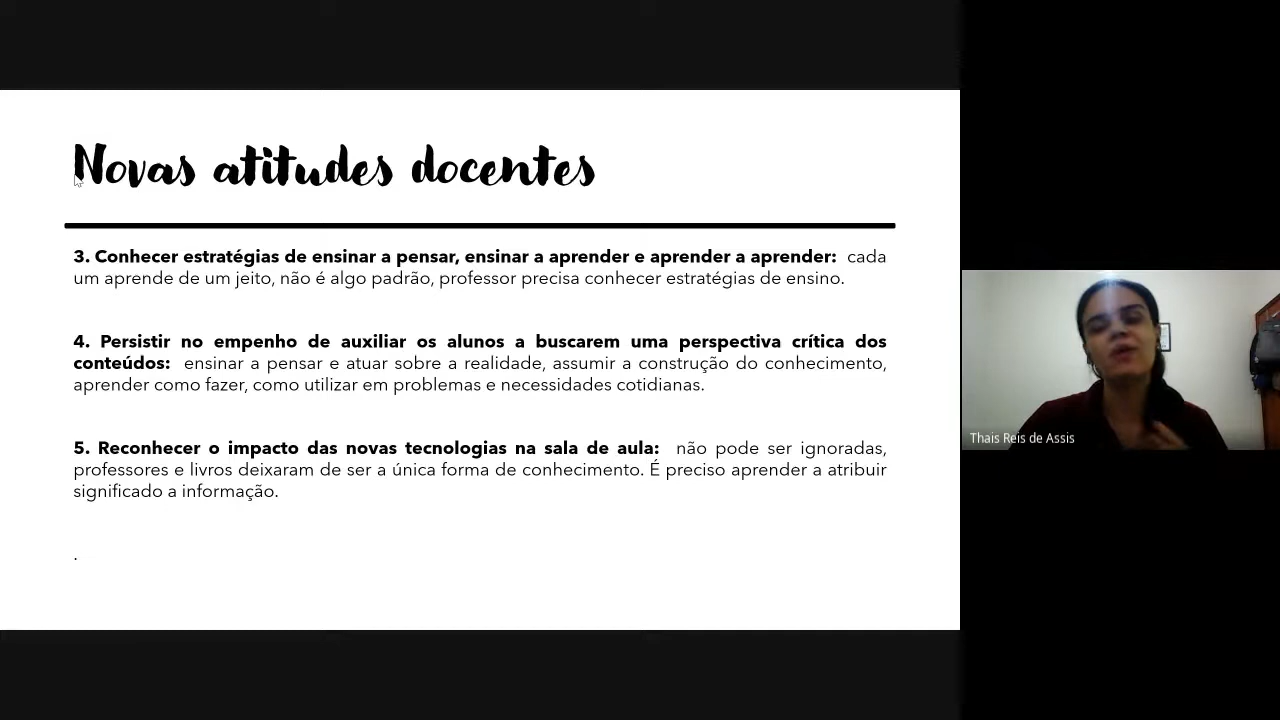 Novas atitudes docentes
3. Conhecer estratégias de ensinar a pensar, ensinar a aprender e aprender a aprender: cada
um aprende de um jeito, não é algo padrão, professor precisa conhecer estratégias de ensino.
4. Persistir no empenho de auxiliar os alunos a buscarem uma perspectiva crítica dos
conteúdos: ensinar a pensar e atuar sobre a realidade, assumir a construção do conhecimento,
aprender como fazer, como utilizar em problemas e necessidades cotidianas.
5. Reconhecer o impacto das novas tecnologias na sala de aula: não pode ser ignoradas,
professores e livros deixaram de ser a única forma de conhecimento. É preciso aprender a atribuir
significado a informação.
.
Thais Reis de Assis